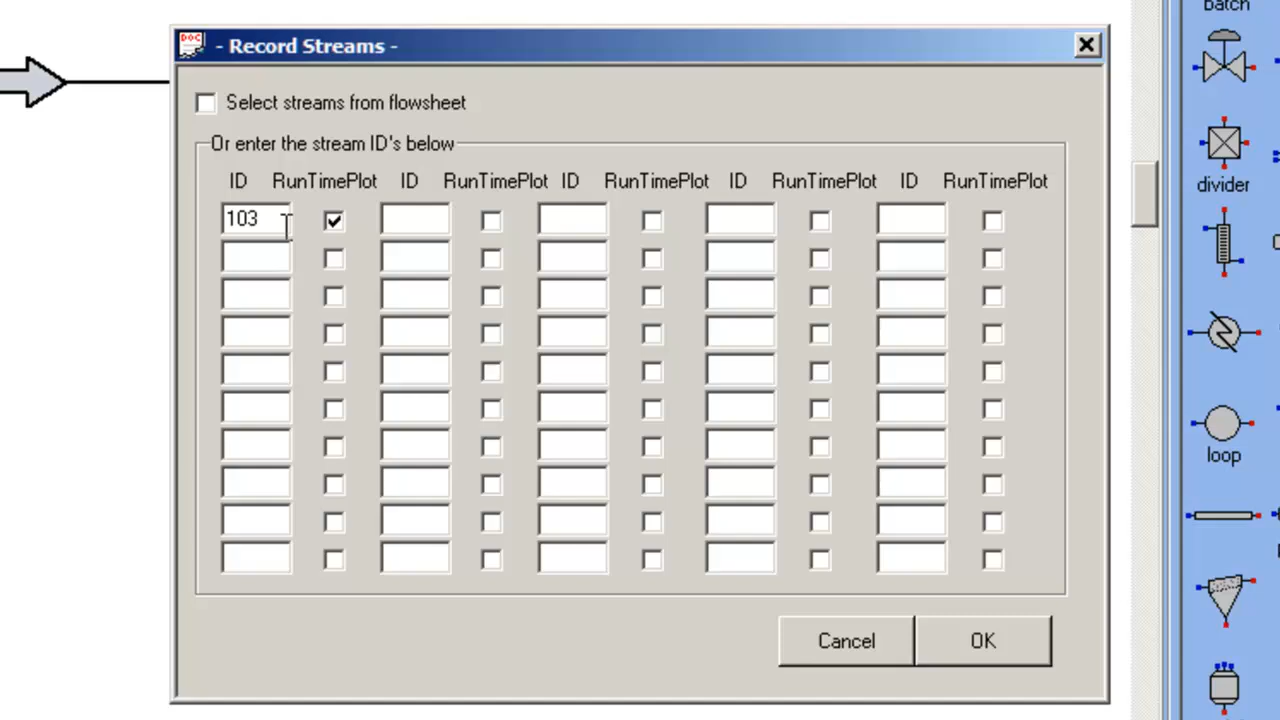 batch
DOC - Record Streams -
Select streams from flowsheet
Or enter the stream ID's below
ID RunTimePlot ID RunTimePlot ID RunTimePlot ID RunTimePlot ID RunTimePlot
103
divider
loop
Cancel OK